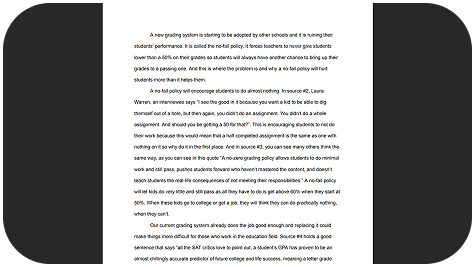 A new grading system is starting to be adopted by other schools and it is ruining their
students' performance. It is called the no-fail policy. It forces teachers to never give students
lower than a 50% on their grades so students will always have another chance to bring up their
grades to a passing one. And this is where the problem is and why a no-fail policy will hurt
students more than it helps them.
A no-fail policy will encourage students to do almost nothing. In source #2, Laura
Warren, an interviewee says "I see the good in it because you want a kid to be able to dig
themself out of a hole, but then again, you didn't do an assignment. You didn't do a whole
assignment. And should you be getting a 50 for that?". This is encouraging students to not do
their work because this would mean that a half completed assignment is the same as one with
nothing on it so why do it in the first place. And in source #3, you can see many others think the
same way, as you can see in this quote "A no-zero grading policy allows students to do minimal
work and still pass, pushes students forward who haven't mastered the content, and doesn't
teach students the real-life consequences of not meeting their responsibilities." A no-fail policy
will let kids do very little and still pass as all they have to do is get above 60% when they start at
50%. When these kids go to college or get a job, they will think they can do practically nothing,
when they can't.
Our current grading system already does the job good enough and replacing it could
make things more difficult for those who work in the education field. Source #4 holds a good
sentence that says "all the SAT critics love to point out, a student's GPA has proven to be an
almost chillingly accurate predictor of future college and life success, meaning a letter grade